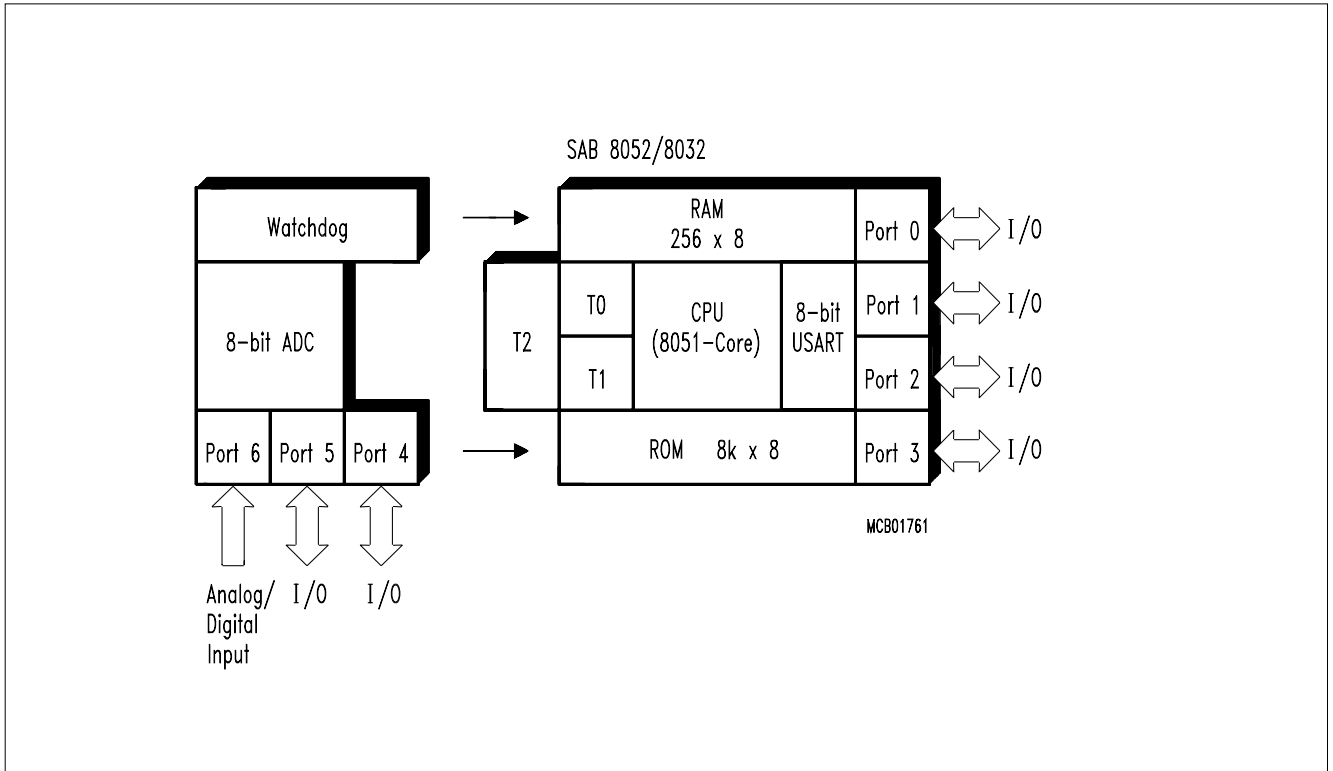 SAB 8052/8032
Watchdog
8-bit ADC
Port 6
Port 5
Port 4
Analog/
Digital
Input
I/O
I/O
RAM
256 x 8
Port 0
I/O
T2
T0
T1
CPU
(8051-Core)
8-bit
USART
Port 1
I/O
Port 2
I/O
ROM 8k x 8
Port 3
I/O
MCB01761